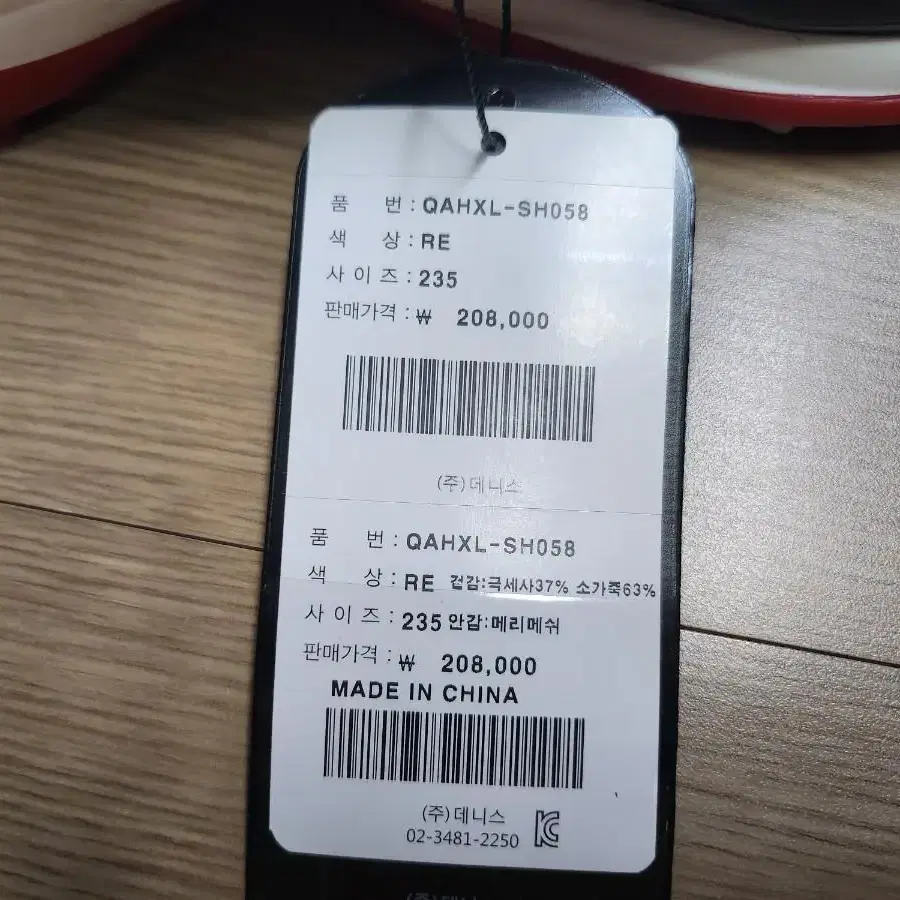 품 번 : QAHXL-SH058
색 상 : RE
사 이 즈 : 235
판매가격 : ₩ 208,000
(주)데니스
품 번 : QAHXL-SH058
색 상 : RE 겉감:극세사37% 소가죽63%
사 이 즈 : 235 안감:메리메쉬
판매가격 : ₩ 208,000
MADE IN CHINA
(주)데니스
02-3481-2250